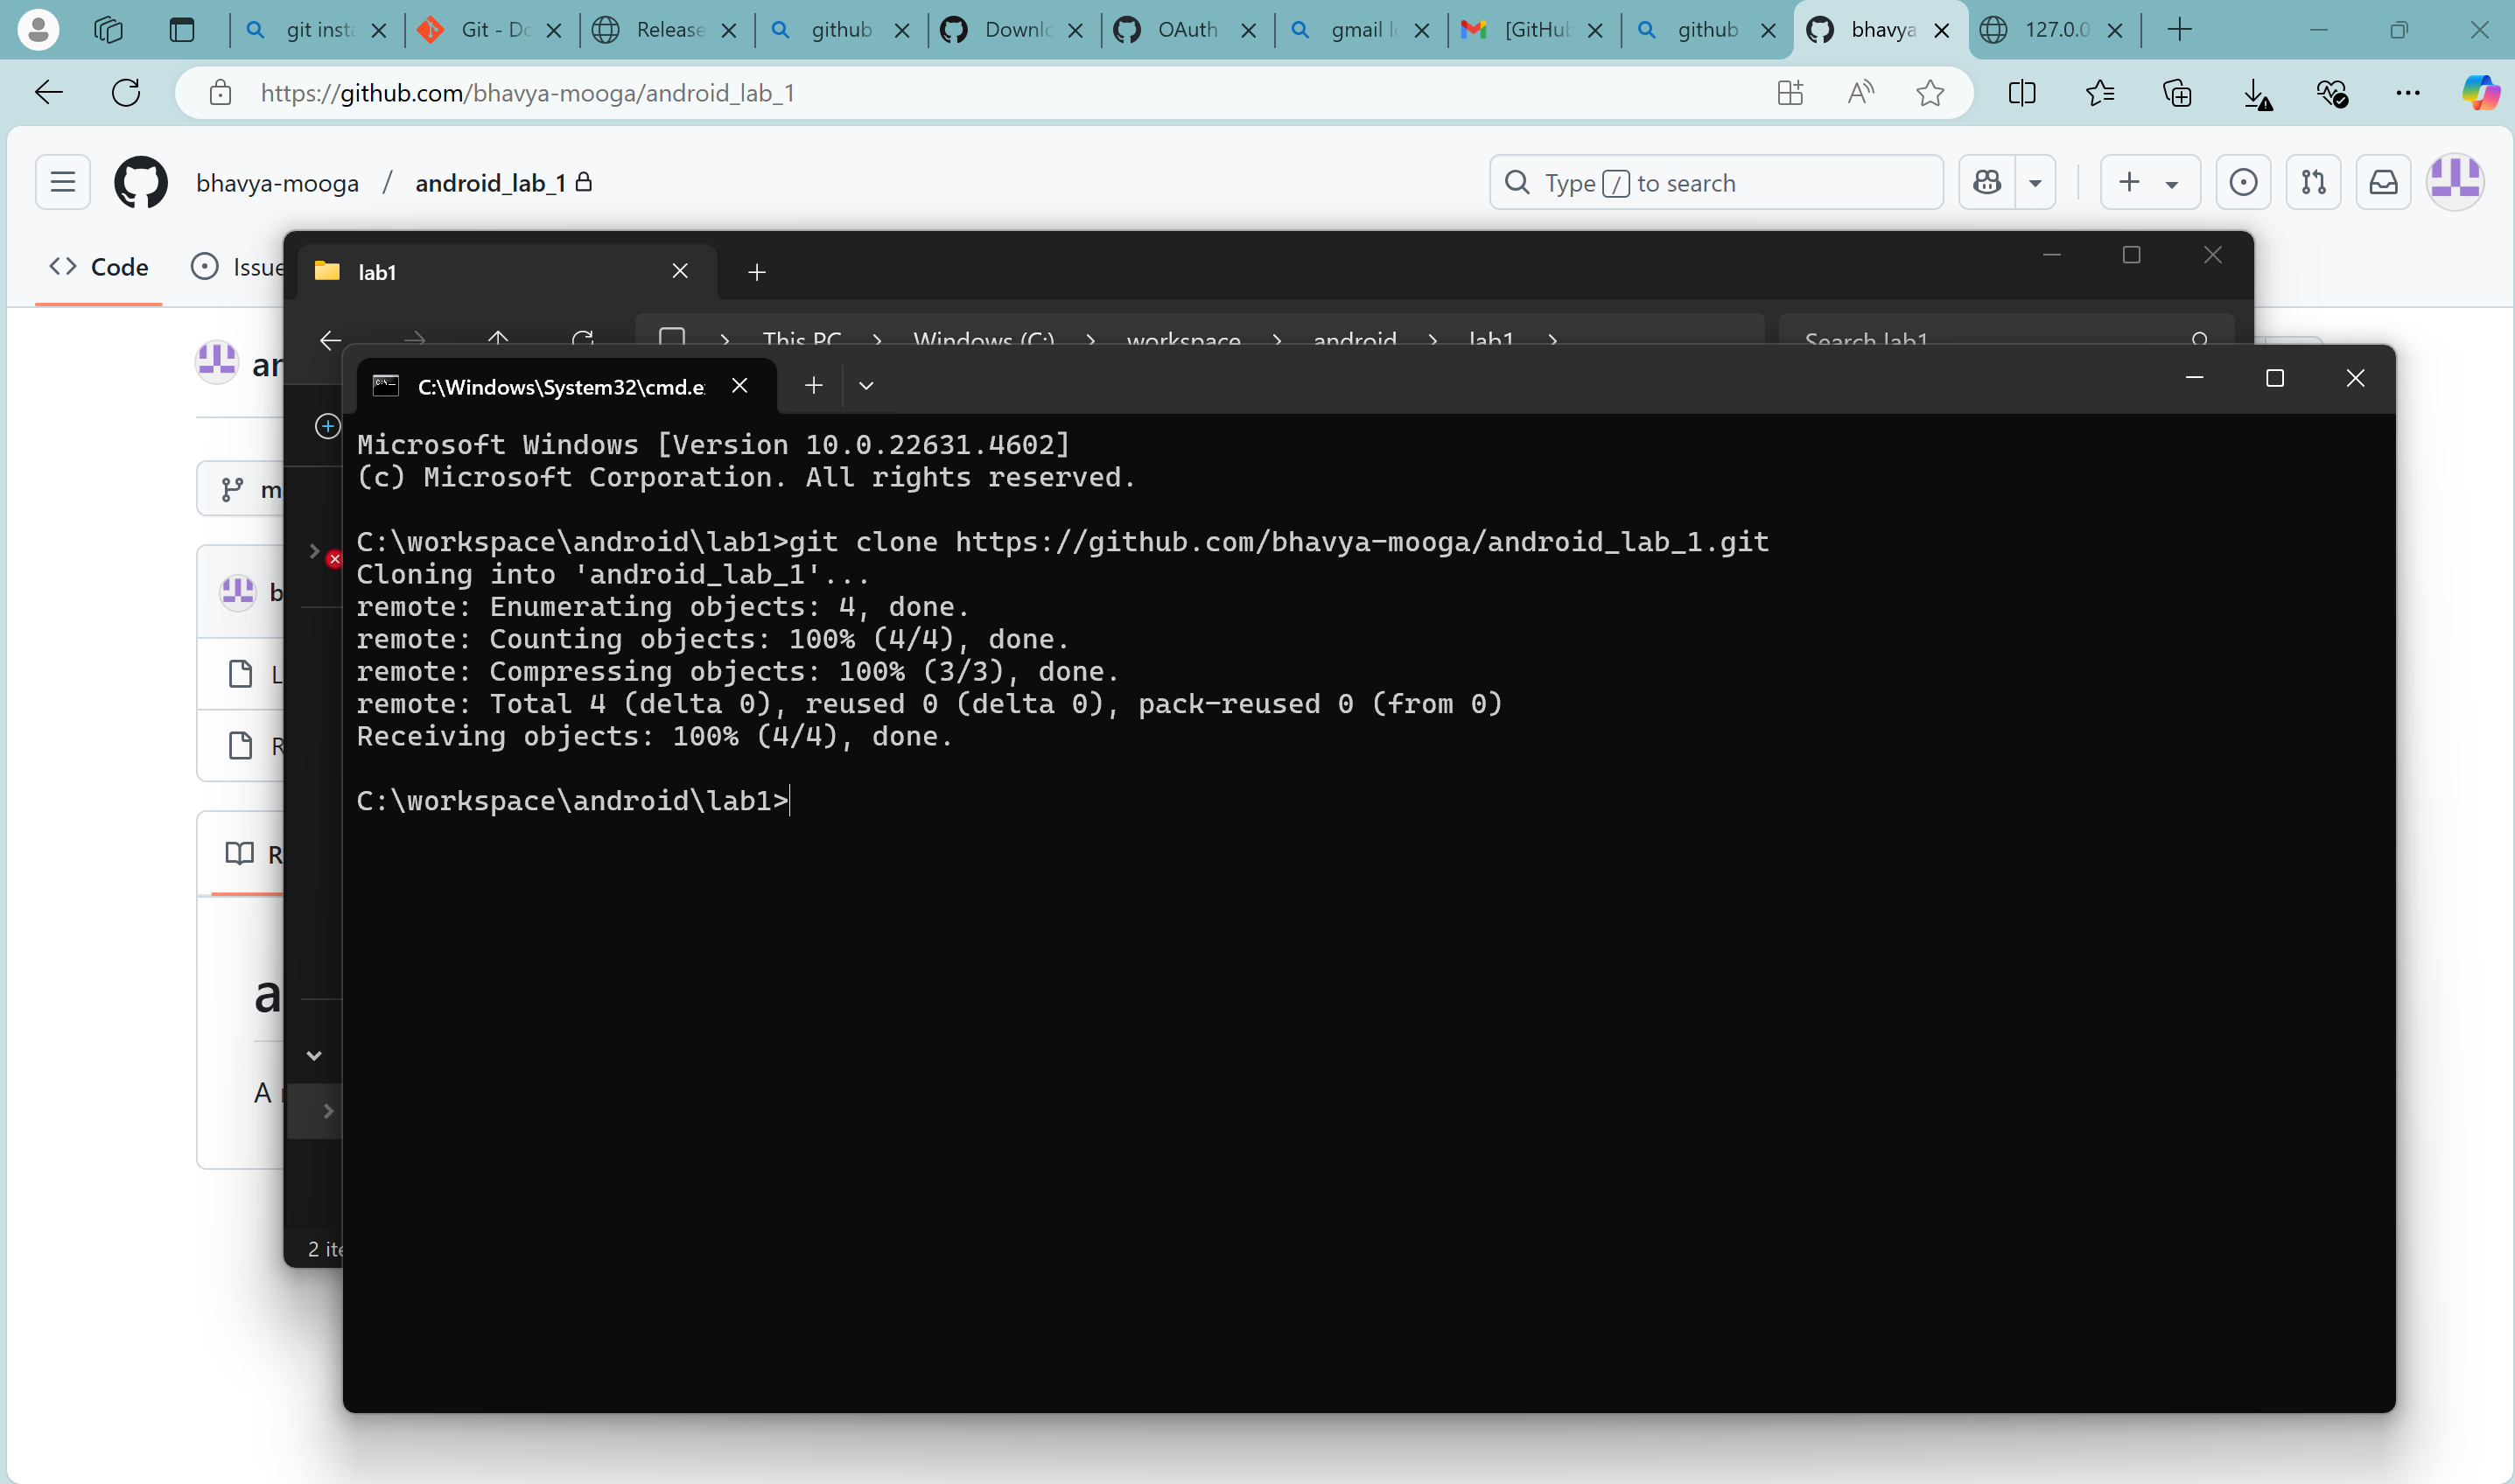 git insta
Git - Do
Release
github
Downlo
OAuth
gmail lo
[GitHub
github
bhavya
127.0.0
https://github.com/bhavya-mooga/android_lab_1
bhavya-mooga / android_lab_1
Type / to search
Code
Issue
lab1
This PC > Windows (C:) > workspace > android > lab1 >
Search lab1
C:\Windows\System32\cmd.e
Microsoft Windows [Version 10.0.22631.4602]
(c) Microsoft Corporation. All rights reserved.
C:\workspace\android\lab1>git clone https://github.com/bhavya-mooga/android_lab_1.git
Cloning into 'android_lab_1'...
remote: Enumerating objects: 4, done.
remote: Counting objects: 100% (4/4), done.
remote: Compressing objects: 100% (3/3), done.
remote: Total 4 (delta 0), reused 0 (delta 0), pack-reused 0 (from 0)
Receiving objects: 100% (4/4), done.
C:\workspace\android\lab1>
A
2 ite